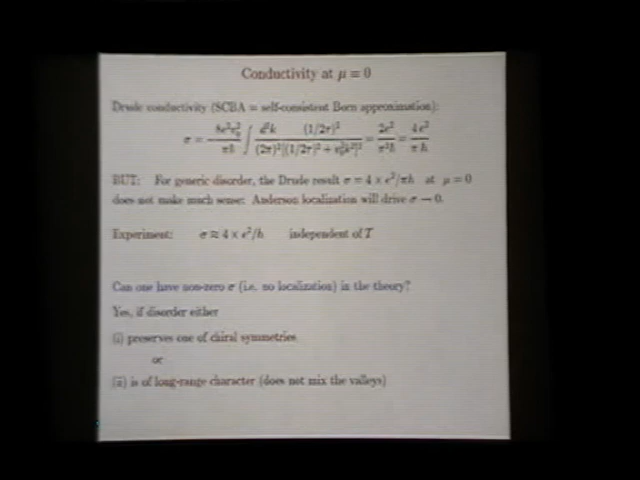 Conductivity at μ = 0
Drude conductivity (SCBA = self-consistent Born approximation):
σ = − 8e²v₀²/πħ ∫ d²k/(2π)² (1/2τ)²/[(1/2τ)² + v₀²k²]² = 2e²/π²ħ = 4e²/πh
BUT: For generic disorder, the Drude result σ = 4 × e²/πh at μ = 0
does not make much sense: Anderson localization will drive σ → 0.
Experiment: σ ≈ 4 × e²/h independent of T
Can one have non-zero σ (i.e. no localization) in the theory?
Yes, if disorder either
(i) preserves one of chiral symmetries
or
(ii) is of long-range character (does not mix the valleys)